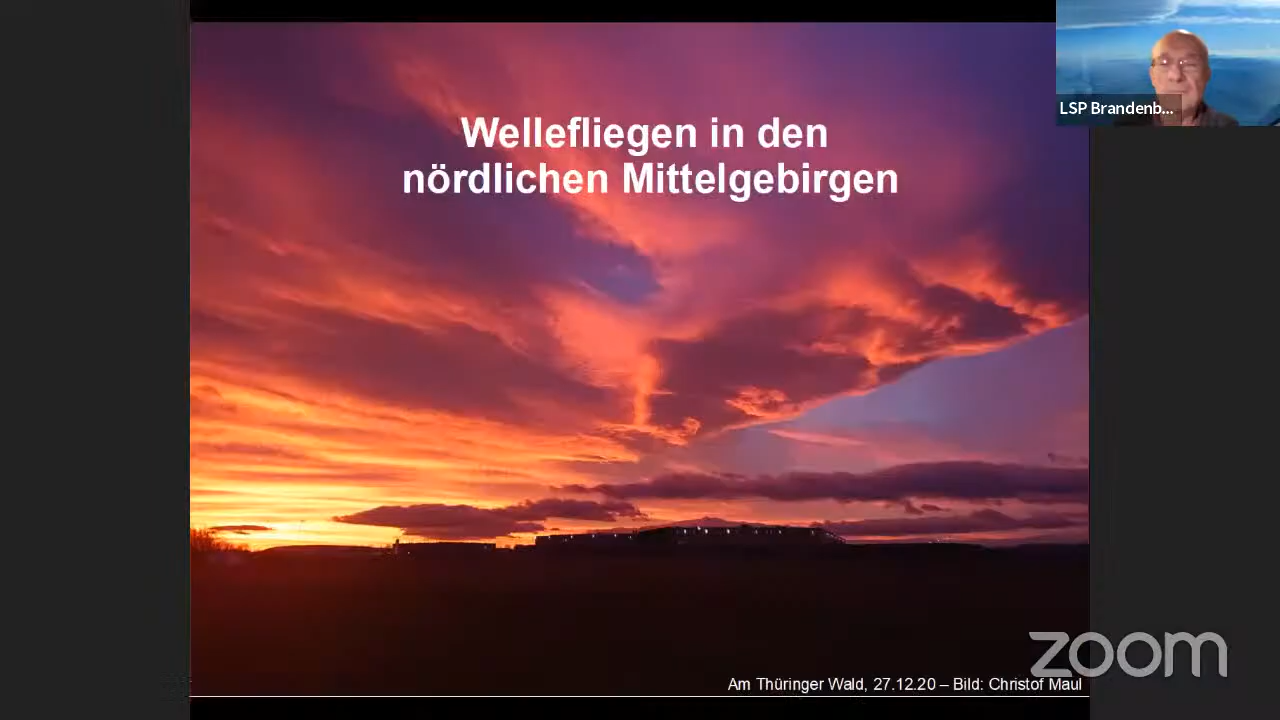 Wellefliegen in den
nördlichen Mittelgebirgen
LSP Brandenb...
Am Thüringer Wald, 27.12.20 – Bild: Christof Maul
zoom